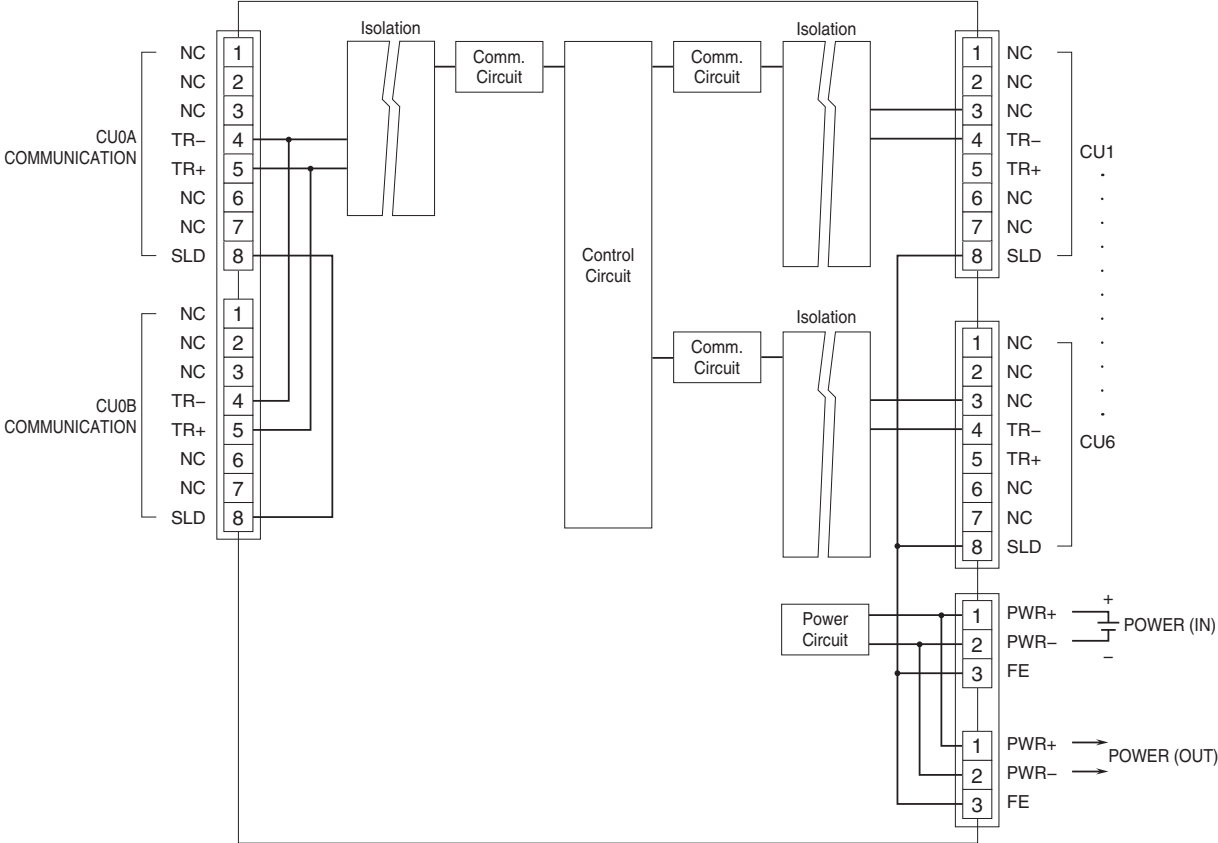 Isolation
Comm.
Circuit
Control
Circuit
Comm.
Circuit
Isolation
Comm.
Circuit
Isolation
CU0A
COMMUNICATION
NC 1
NC 2
NC 3
TR− 4
TR+ 5
NC 6
NC 7
SLD 8
CU0B
COMMUNICATION
NC 1
NC 2
NC 3
TR− 4
TR+ 5
NC 6
NC 7
SLD 8
1 NC
2 NC
3 NC
4 TR−
5 TR+
6 NC
7 NC
8 SLD
CU1
1 NC
2 NC
3 NC
4 TR−
5 TR+
6 NC
7 NC
8 SLD
CU6
Power
Circuit
1 PWR+
2 PWR−
3 FE
+
POWER (IN)
−
1 PWR+
2 PWR−
3 FE
POWER (OUT)